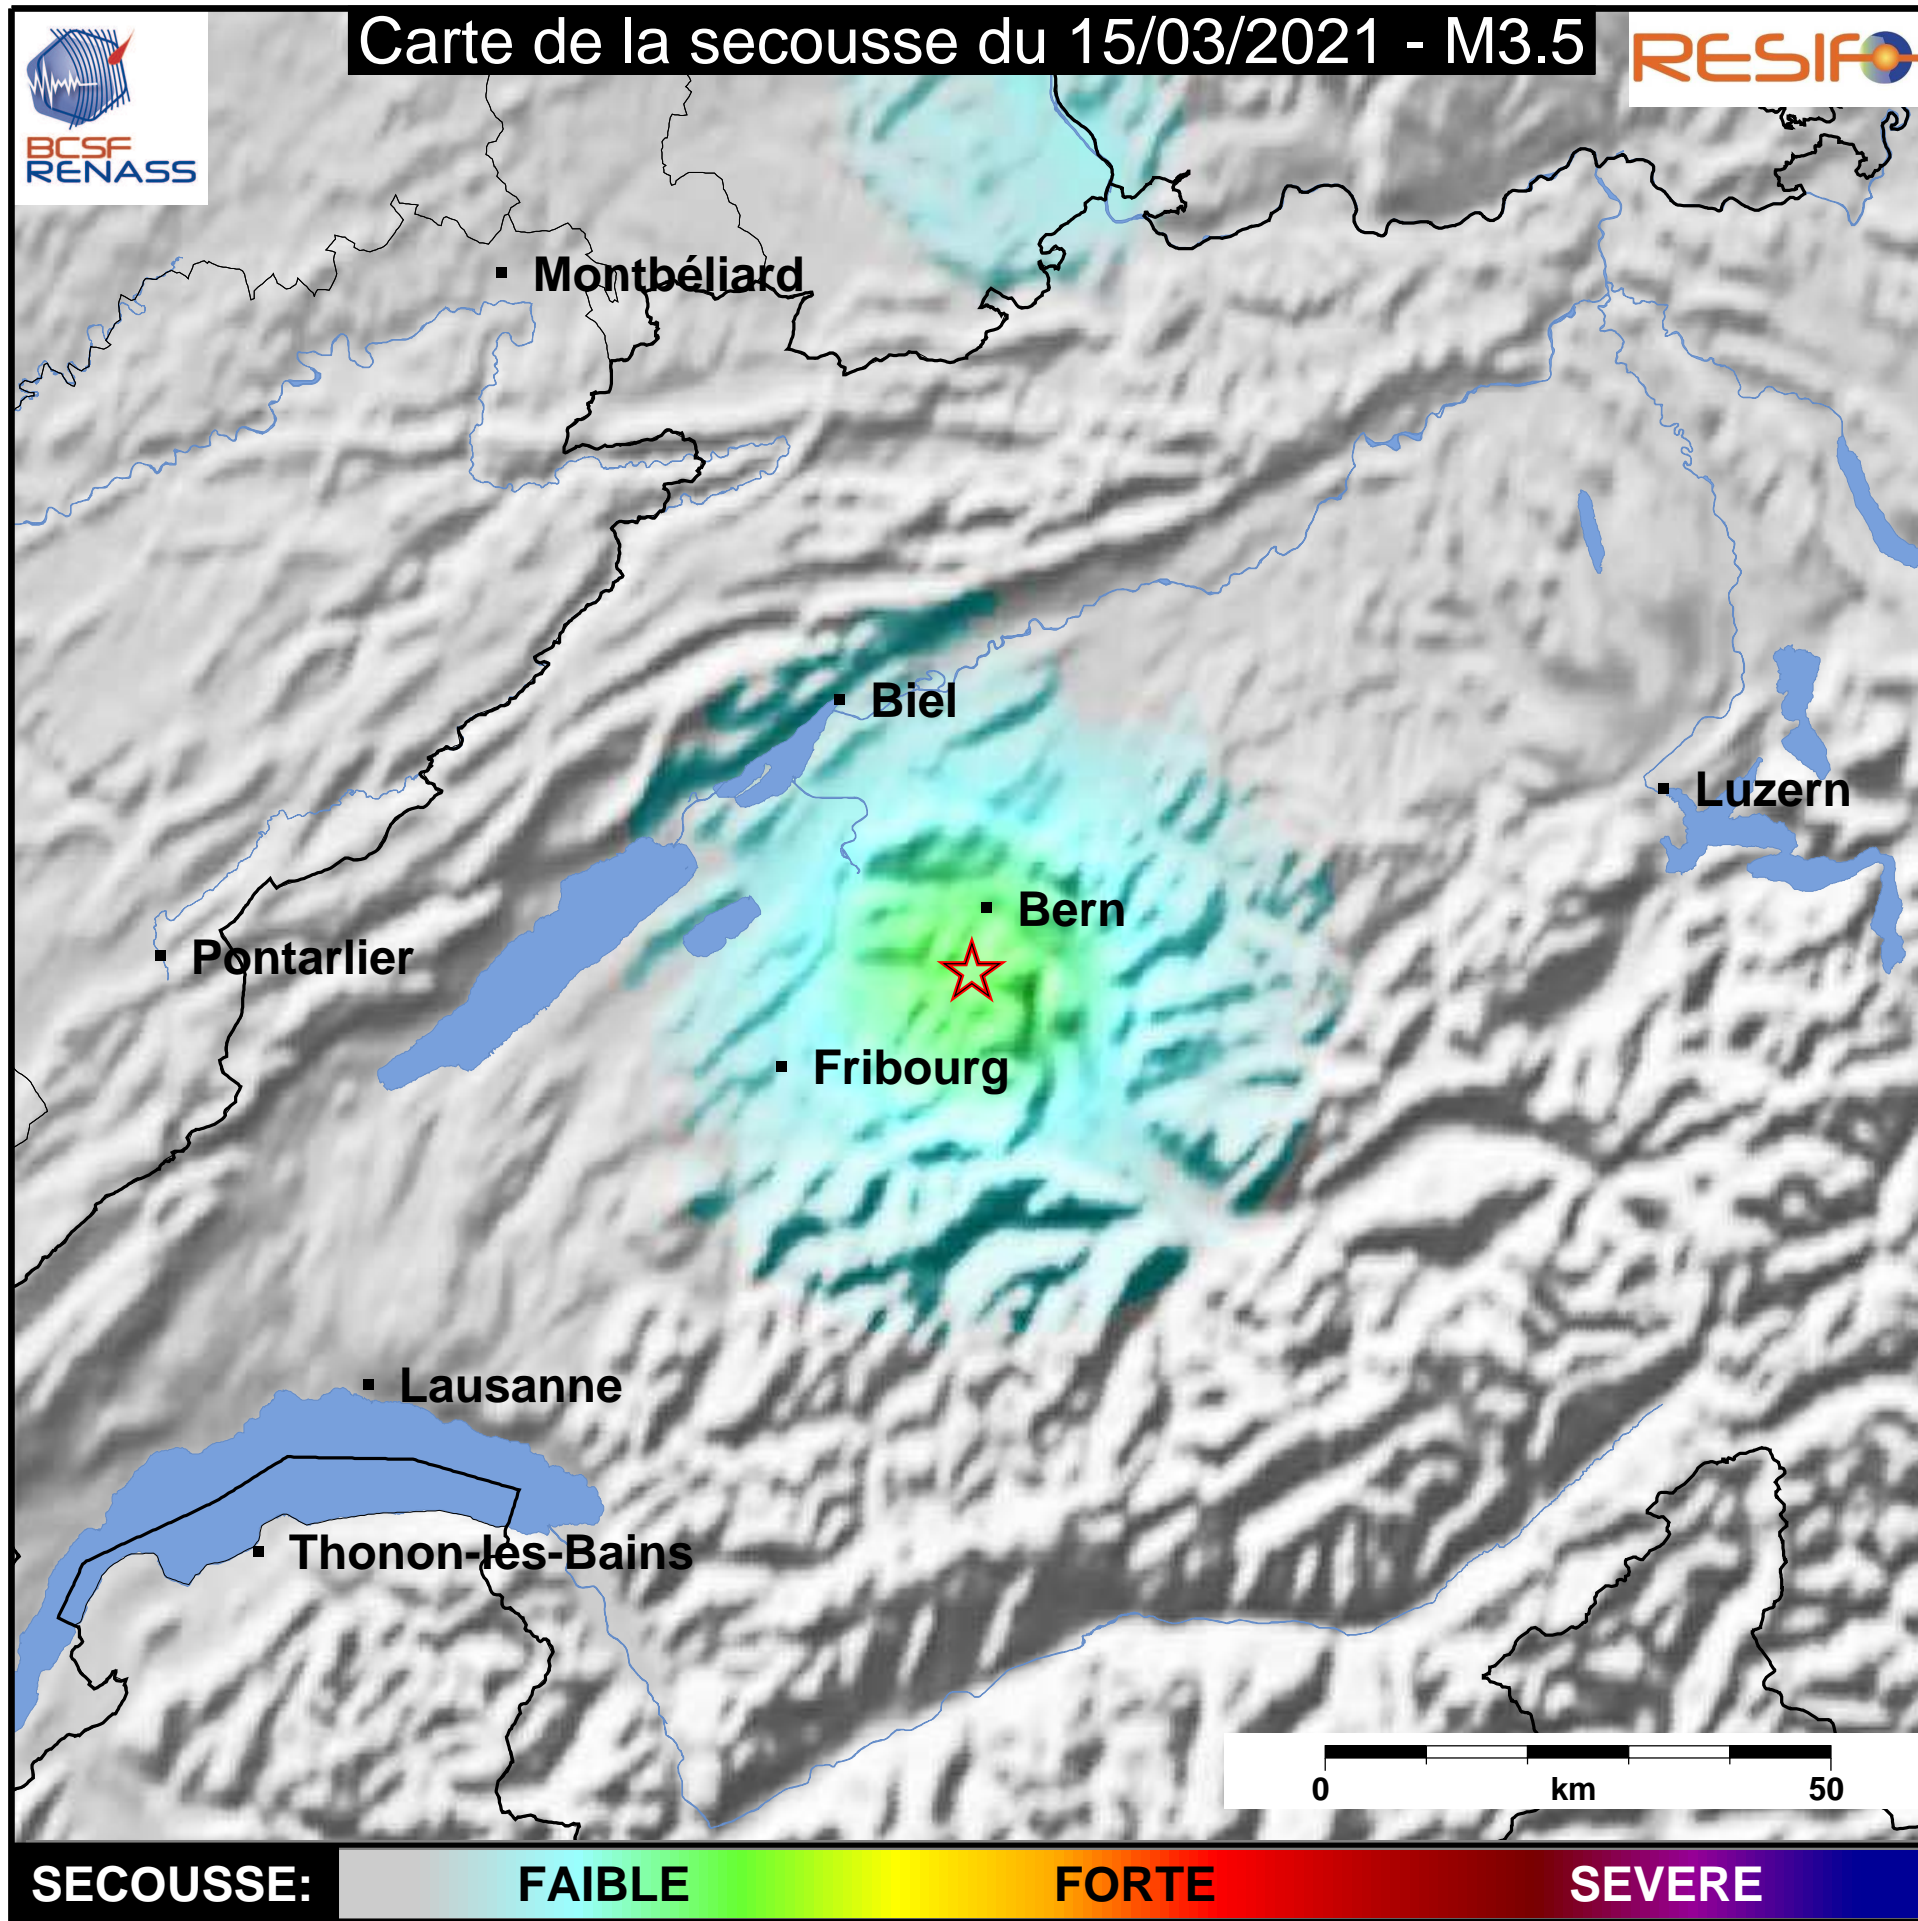 Carte de la secousse du 15/03/2021 - M3.5
BCSF
RENASS
RESIF
Montbéliard
Biel
Luzern
Bern
Pontarlier
Fribourg
Lausanne
Thonon-les-Bains
0 km 50
SECOUSSE: FAIBLE FORTE SEVERE